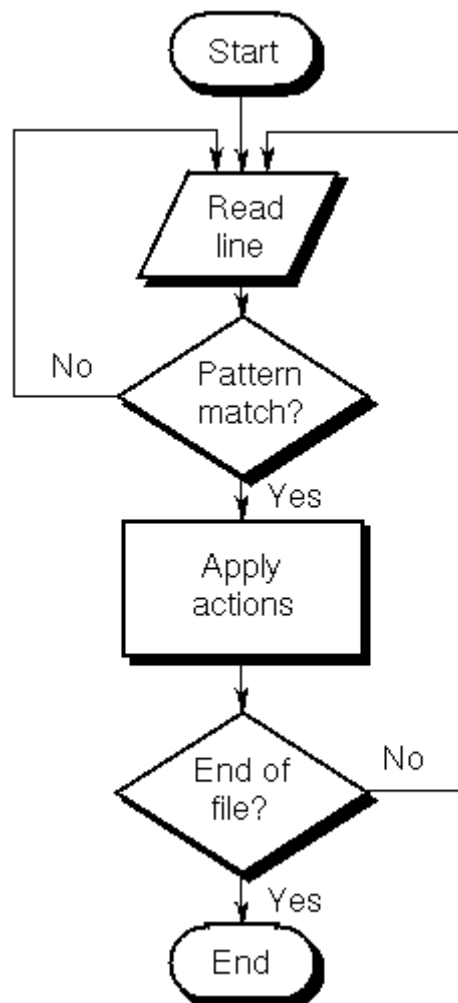 Start
Read
line
No
Pattern
match?
Yes
Apply
actions
End of
file?
No
Yes
End